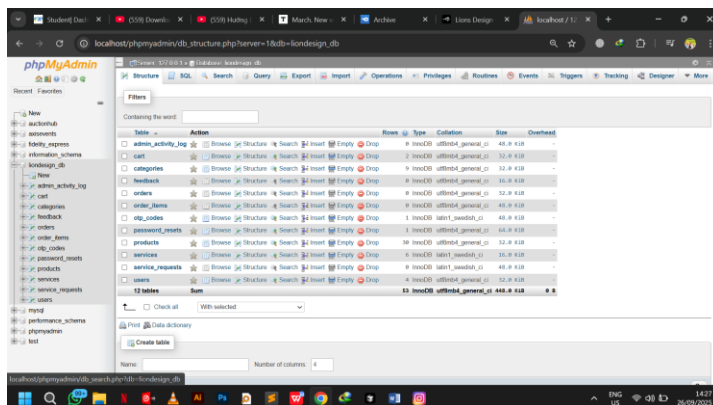 Student| Dash
(559) Downlo
(559) Huting |
March. New v
Archive
Lions Design
localhost / 12
localhost/phpmyadmin/db_structure.php?server=1&db=liondesign_db
phpMyAdmin
Recent Favorites
New
auctionhub
axisevents
fidelity_express
information_schema
liondesign_db
New
admin_activity_log
cart
categories
feedback
orders
order_items
otp_codes
password_resets
products
services
service_requests
users
mysql
performance_schema
phpmyadmin
test
Server: 127.0.0.1 » Database: liondesign_db
Structure SQL Search Query Export Import Operations Privileges Routines Events Triggers Tracking Designer More
Filters
Containing the word:
Table Action Rows Type Collation Size Overhead
admin_activity_log Browse Structure Search Insert Empty Drop 0 InnoDB utf8mb4_general_ci 48.0 KiB -
cart Browse Structure Search Insert Empty Drop 2 InnoDB utf8mb4_general_ci 32.0 KiB -
categories Browse Structure Search Insert Empty Drop 9 InnoDB utf8mb4_general_ci 32.0 KiB -
feedback Browse Structure Search Insert Empty Drop 0 InnoDB utf8mb4_general_ci 16.0 KiB -
orders Browse Structure Search Insert Empty Drop 0 InnoDB utf8mb4_general_ci 32.0 KiB -
order_items Browse Structure Search Insert Empty Drop 0 InnoDB utf8mb4_general_ci 48.0 KiB -
otp_codes Browse Structure Search Insert Empty Drop 1 InnoDB latin1_swedish_ci 48.0 KiB -
password_resets Browse Structure Search Insert Empty Drop 1 InnoDB utf8mb4_general_ci 64.0 KiB -
products Browse Structure Search Insert Empty Drop 30 InnoDB utf8mb4_general_ci 32.0 KiB -
services Browse Structure Search Insert Empty Drop 6 InnoDB latin1_swedish_ci 16.0 KiB -
service_requests Browse Structure Search Insert Empty Drop 0 InnoDB latin1_swedish_ci 48.0 KiB -
users Browse Structure Search Insert Empty Drop 4 InnoDB utf8mb4_general_ci 32.0 KiB -
12 tables Sum 53 InnoDB utf8mb4_general_ci 448.0 KiB 0 B
Check all With selected:
Print Data dictionary
Create table
Name: Number of columns: 4
localhost/phpmyadmin/db_search.php?db=liondesign_db
99+
ENG
US
14:27
26/09/2025